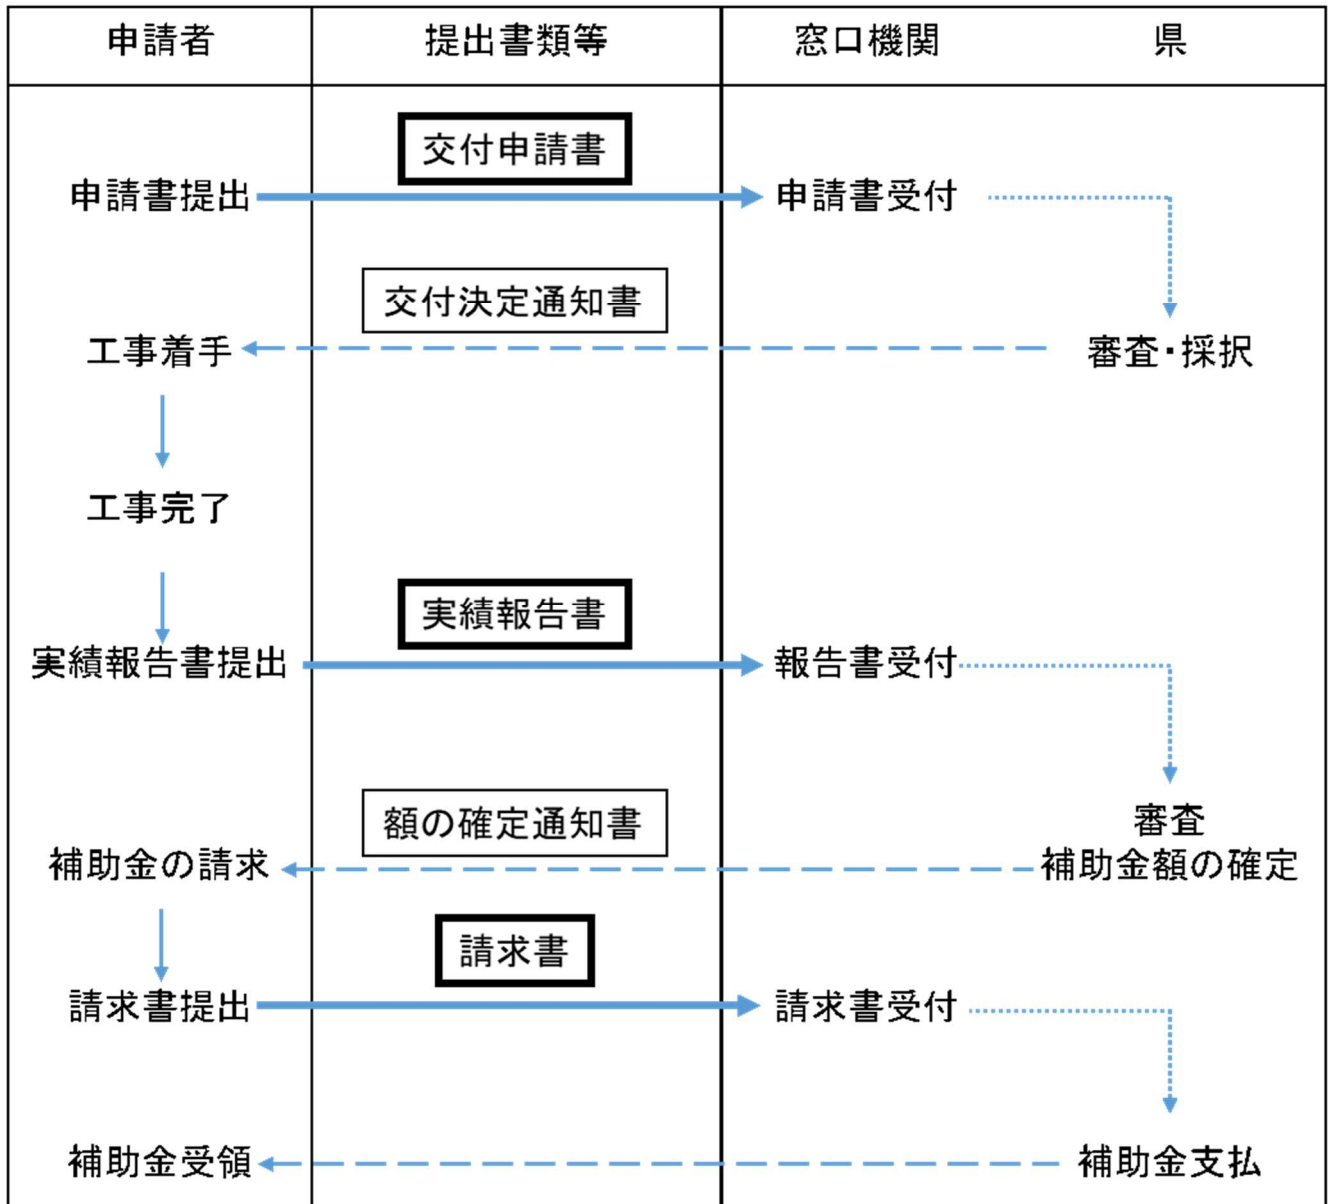 申請者
提出書類等
窓口機関
県
交付申請書
申請書提出
申請書受付
交付決定通知書
工事着手
審査・採択
工事完了
実績報告書
実績報告書提出
報告書受付
額の確定通知書
審査
補助金の請求
補助金額の確定
請求書
請求書提出
請求書受付
補助金受領
補助金支払